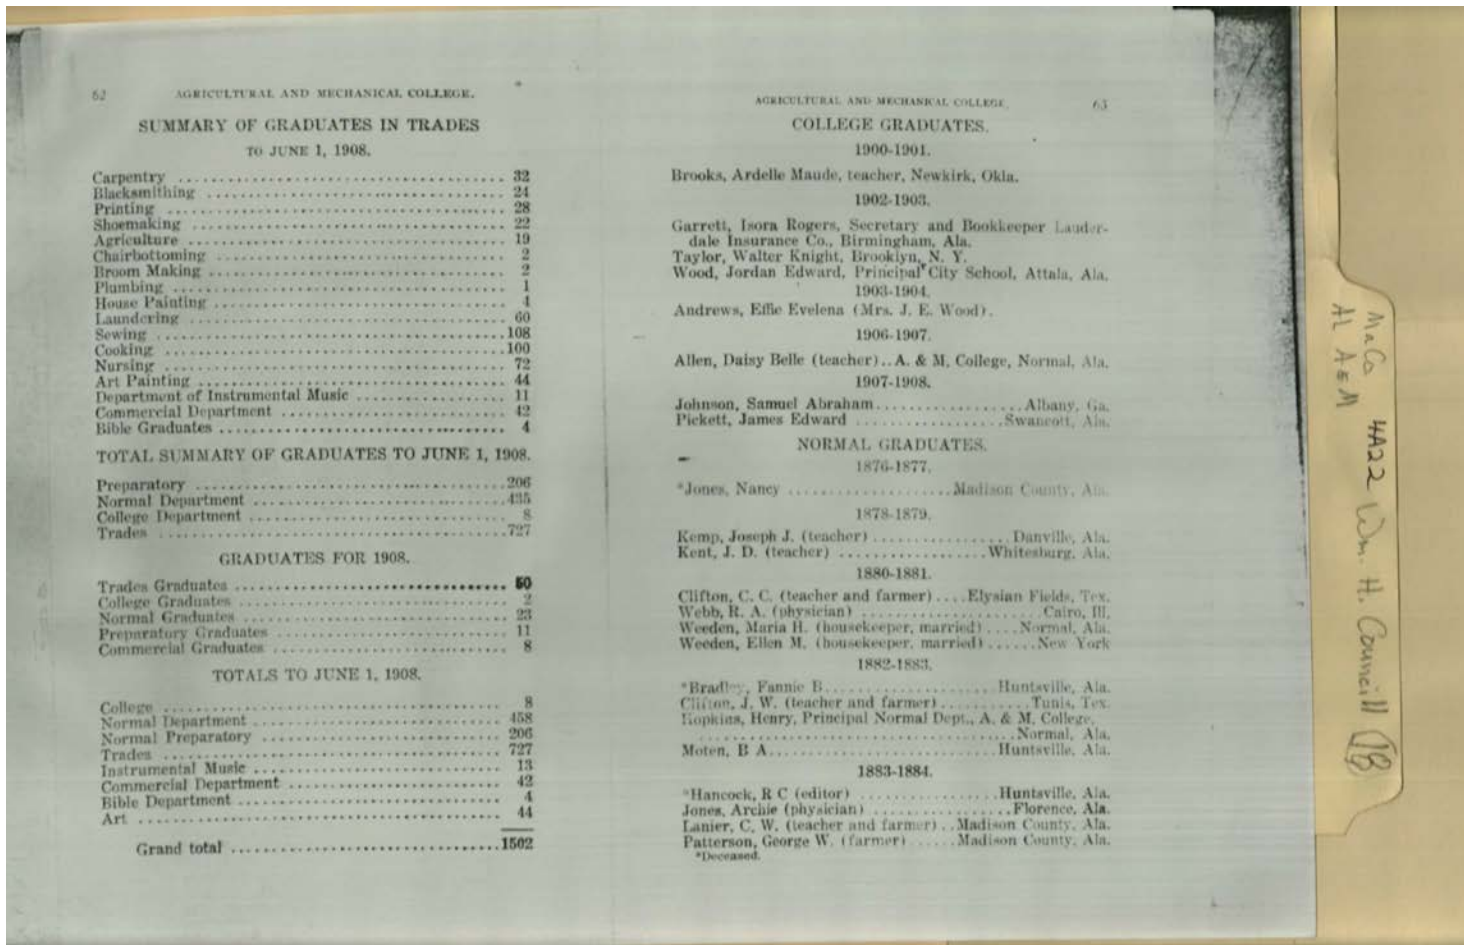 62 AGRICULTURAL AND MECHANICAL COLLEGE.
SUMMARY OF GRADUATES IN TRADES
TO JUNE 1, 1908.
Carpentry ........................................ 32
Blacksmithing .................................... 24
Printing ......................................... 28
Shoemaking ....................................... 22
Agriculture ...................................... 19
Chairbottoming ................................... 2
Broom Making ..................................... 2
Plumbing ......................................... 1
House Painting ................................... 4
Laundering ....................................... 60
Sewing ...........................................108
Cooking ..........................................100
Nursing .......................................... 72
Art Painting ..................................... 44
Department of Instrumental Music ................. 11
Commercial Department ............................ 42
Bible Graduates .................................. 4
TOTAL SUMMARY OF GRADUATES TO JUNE 1, 1908.
Preparatory ......................................206
Normal Department ................................435
College Department ............................... 8
Trades ...........................................727
GRADUATES FOR 1908.
Trades Graduates ................................. 50
College Graduates ................................ 2
Normal Graduates ................................. 23
Preparatory Graduates ............................ 11
Commercial Graduates ............................. 8
TOTALS TO JUNE 1, 1908.
College .......................................... 8
Normal Department ................................ 458
Normal Preparatory ............................... 206
Trades ........................................... 727
Instrumental Music ............................... 13
Commercial Department ............................ 42
Bible Department ................................. 4
Art .............................................. 44
Grand total ......................................1502
AGRICULTURAL AND MECHANICAL COLLEGE. 63
COLLEGE GRADUATES.
1900-1901.
Brooks, Ardelle Maude, teacher, Newkirk, Okla.
1902-1903.
Garrett, Isora Rogers, Secretary and Bookkeeper Lauder-
dale Insurance Co., Birmingham, Ala.
Taylor, Walter Knight, Brooklyn, N. Y.
Wood, Jordan Edward, Principal City School, Attala, Ala.
1903-1904.
Andrews, Effie Evelena (Mrs. J. E. Wood).
1906-1907.
Allen, Daisy Belle (teacher)..A. & M. College, Normal, Ala.
1907-1908.
Johnson, Samuel Abraham..................Albany, Ga.
Pickett, James Edward ..................Swancott, Ala.
NORMAL GRADUATES.
1876-1877.
*Jones, Nancy ....................Madison County, Ala.
1878-1879.
Kemp, Joseph J. (teacher) .................Danville, Ala.
Kent, J. D. (teacher) ..................Whitesburg, Ala.
1880-1881.
Clifton, C. C. (teacher and farmer)....Elysian Fields, Tex.
Webb, R. A. (physician) ......................Cairo, Ill.
Weeden, Maria H. (housekeeper, married)....Normal, Ala.
Weeden, Ellen M. (housekeeper, married)......New York
1882-1883.
*Bradley, Fannie B.....................Huntsville, Ala.
Clifton, J. W. (teacher and farmer)...........Tunis, Tex.
Hopkins, Henry, Principal Normal Dept., A. & M. College,
.......................................Normal, Ala.
Moten, B A............................Huntsville, Ala.
1883-1884.
*Hancock, R C (editor) .................Huntsville, Ala.
Jones, Archie (physician) .................Florence, Ala.
Lanier, C. W. (teacher and farmer)..Madison County, Ala.
Patterson, George W. (farmer) .....Madison County, Ala.
*Deceased.
MaCo 4A22 Wm. H. Councill JB
AL A&M